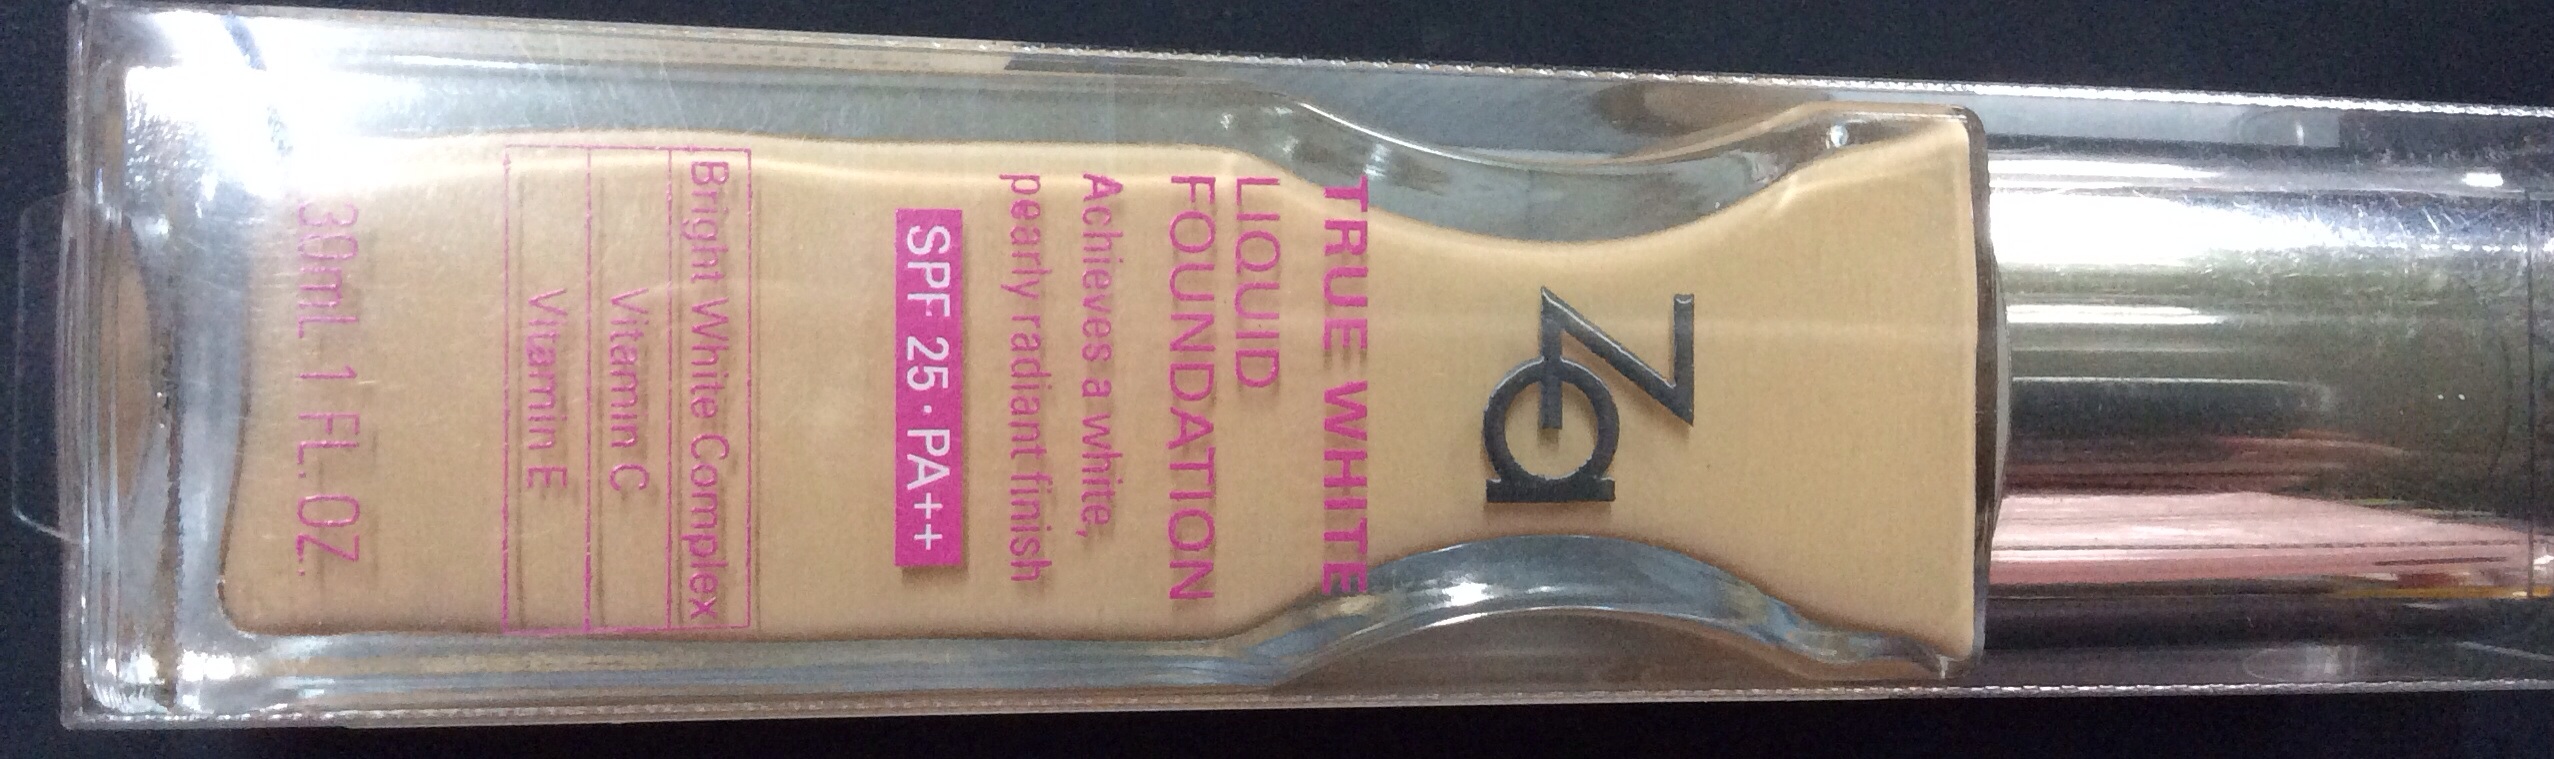 Za
TRUE WHITE
LIQUID
FOUNDATION
Achieves a white,
pearly radiant finish
SPF 25 · PA++
Bright White Complex
Vitamin C
Vitamin E
30mL 1 FL. OZ.